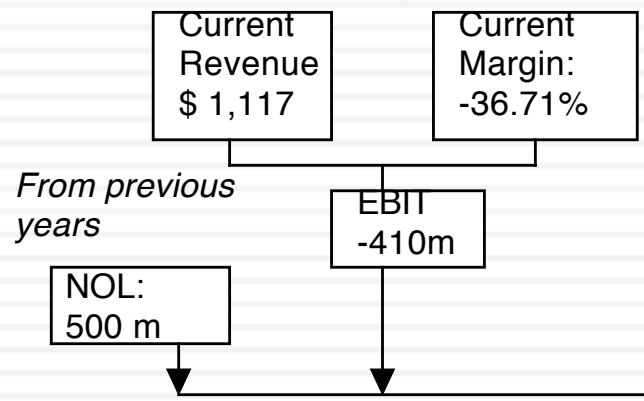 Current
Revenue
$ 1,117
Current
Margin:
-36.71%
From previous
years
EBIT
-410m
NOL:
500 m